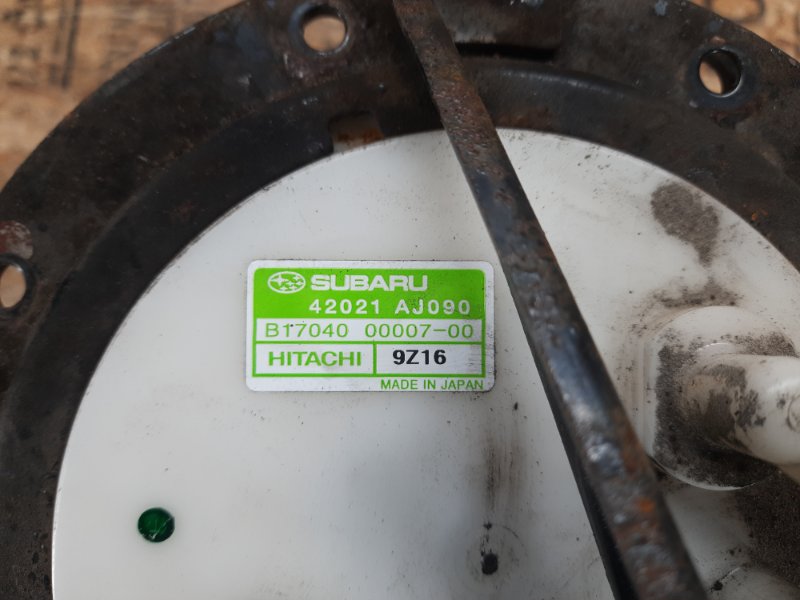 SUBARU
42021 AJ090
B17040 00007-00
HITACHI 9Z16
MADE IN JAPAN